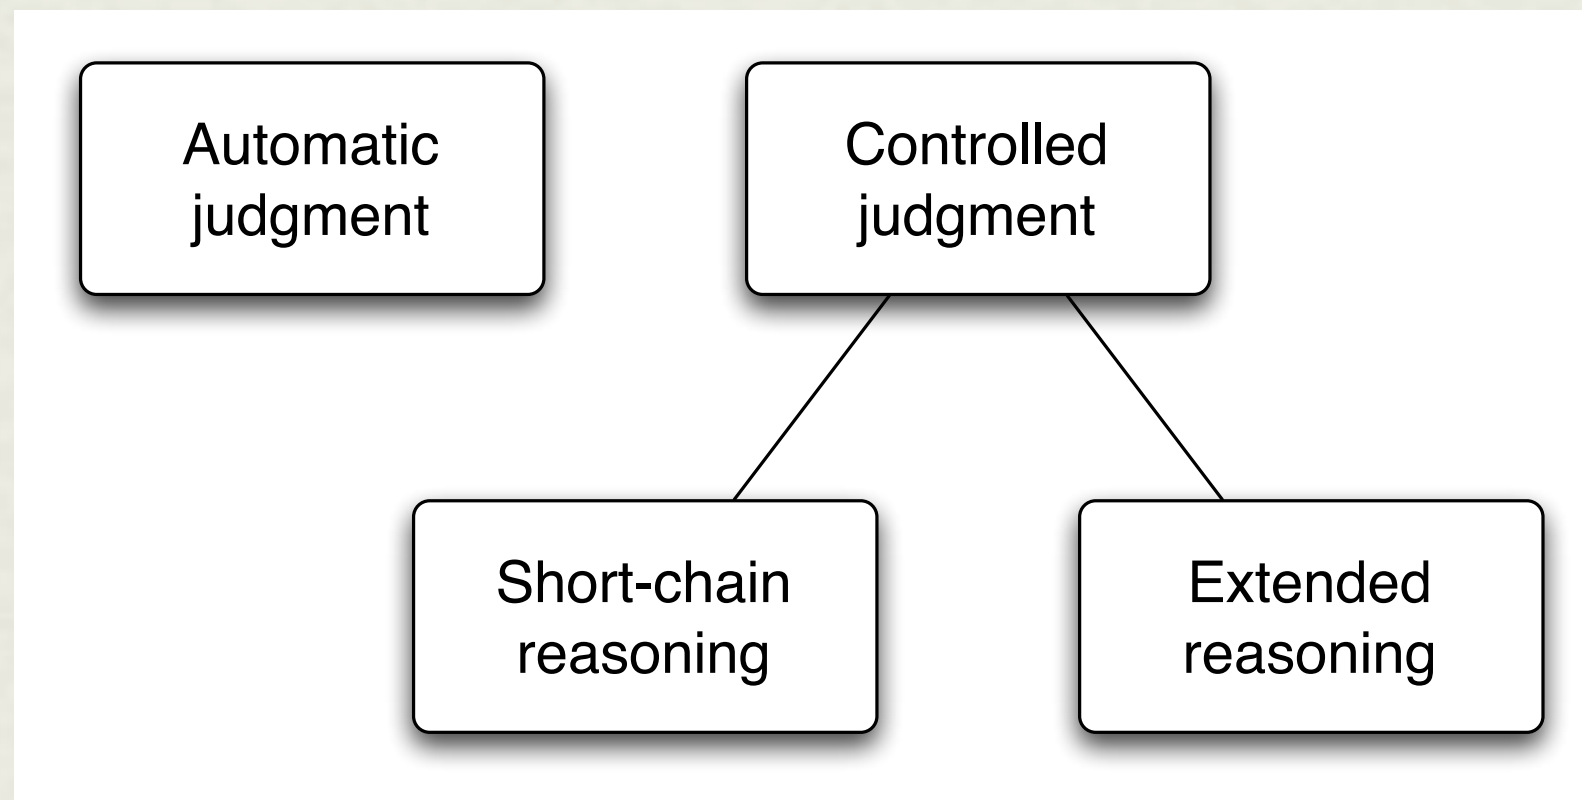 Automatic
judgment
Controlled
judgment
Short-chain
reasoning
Extended
reasoning